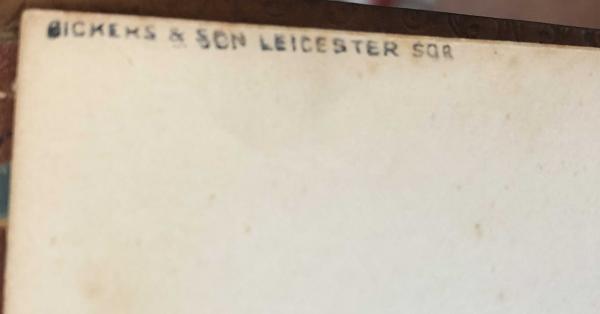 BICKERS & SON LEICESTER SQR